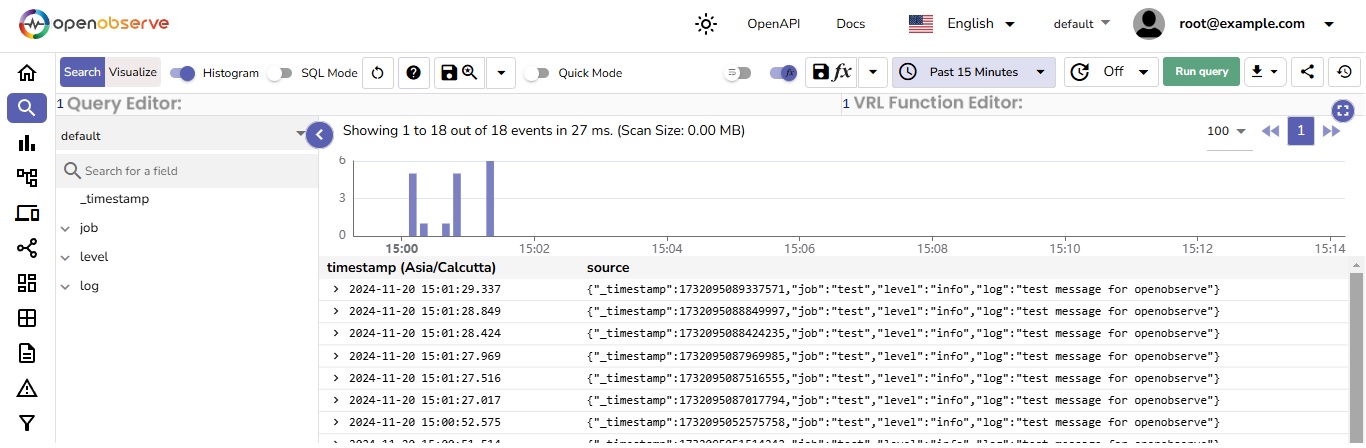 openobserve OpenAPI Docs English default root@example.com
Search Visualize Histogram SQL Mode Quick Mode fx fx Past 15 Minutes Off Run query
1 Query Editor: 1 VRL Function Editor:
default Showing 1 to 18 out of 18 events in 27 ms. (Scan Size: 0.00 MB) 100 1
Search for a field
_timestamp
job
level
log
6
3
0
15:00 15:02 15:04 15:06 15:08 15:10 15:12 15:14
timestamp (Asia/Calcutta) source
2024-11-20 15:01:29.337 {"_timestamp":1732095089337571,"job":"test","level":"info","log":"test message for openobserve"}
2024-11-20 15:01:28.849 {"_timestamp":1732095088849997,"job":"test","level":"info","log":"test message for openobserve"}
2024-11-20 15:01:28.424 {"_timestamp":1732095088424235,"job":"test","level":"info","log":"test message for openobserve"}
2024-11-20 15:01:27.969 {"_timestamp":1732095087969985,"job":"test","level":"info","log":"test message for openobserve"}
2024-11-20 15:01:27.516 {"_timestamp":1732095087516555,"job":"test","level":"info","log":"test message for openobserve"}
2024-11-20 15:01:27.017 {"_timestamp":1732095087017794,"job":"test","level":"info","log":"test message for openobserve"}
2024-11-20 15:00:52.575 {"_timestamp":1732095052575758,"job":"test","level":"info","log":"test message for openobserve"}